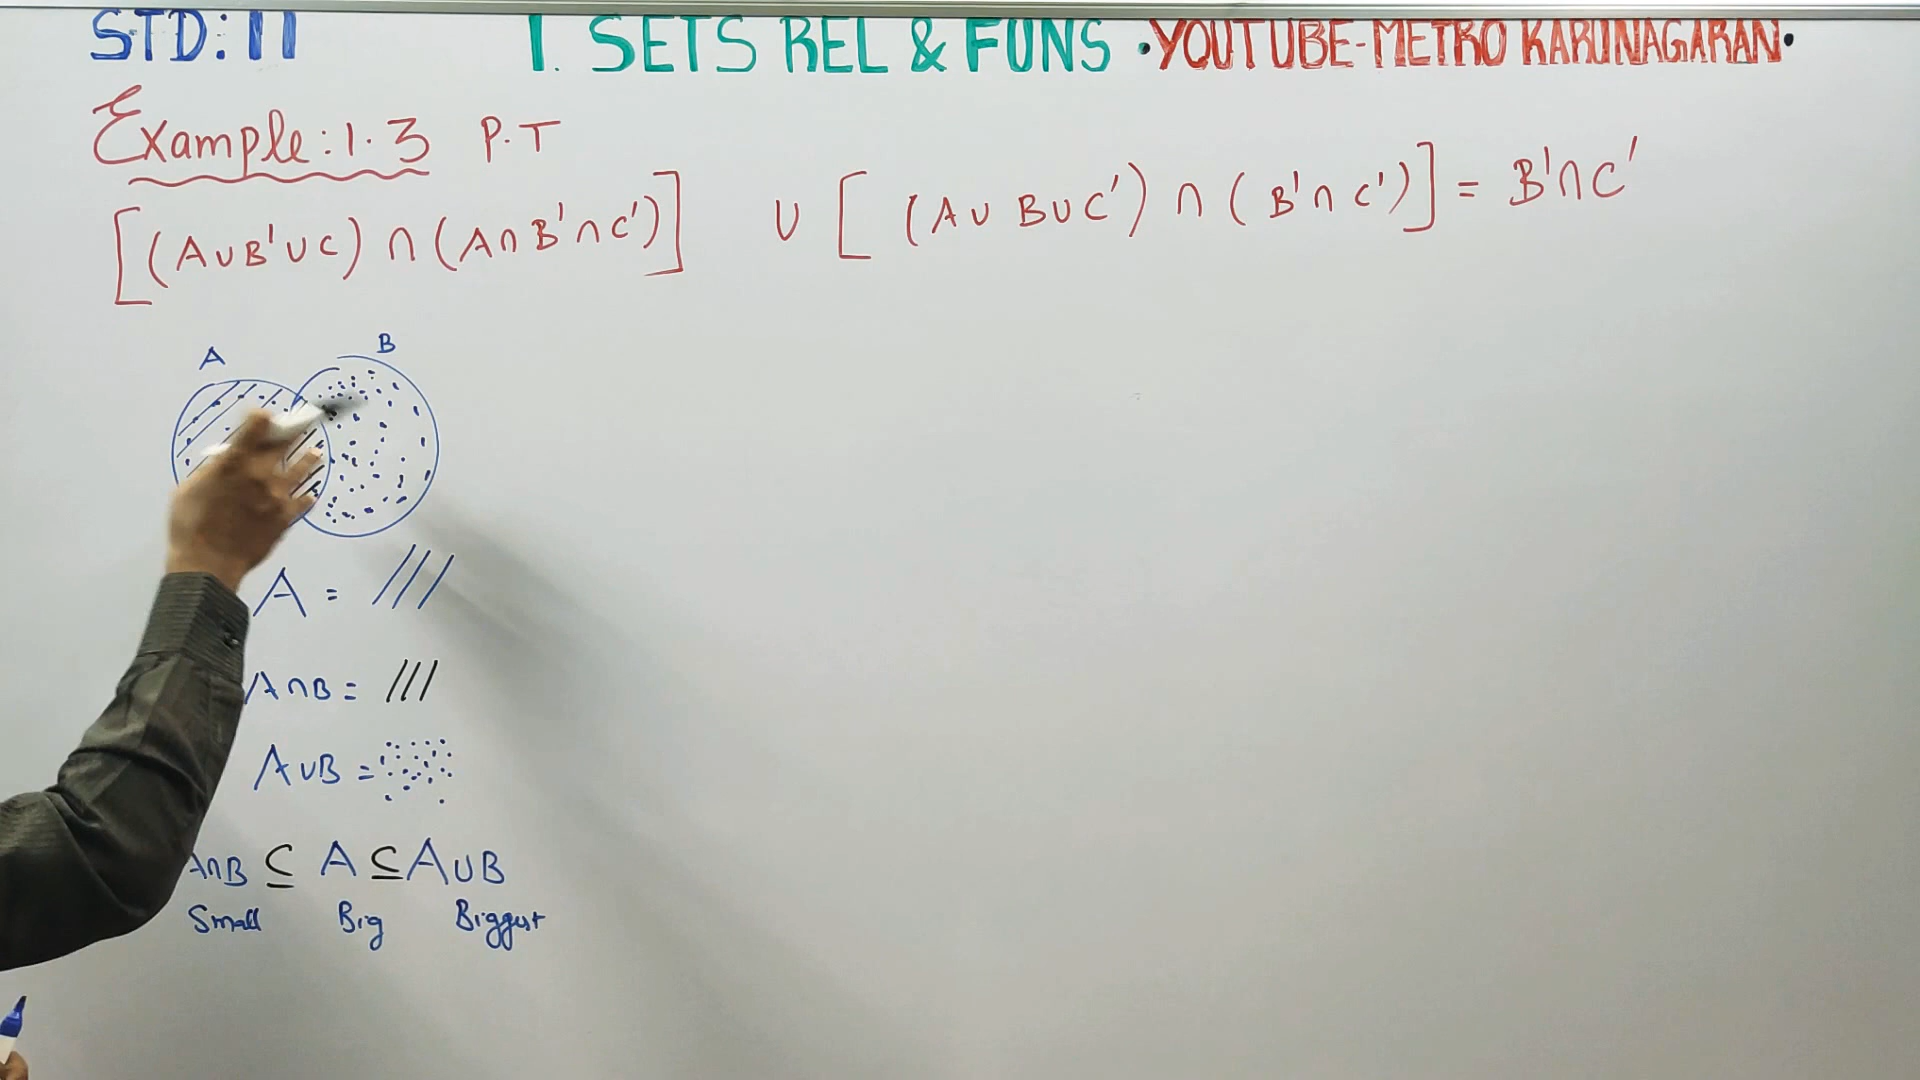 STD: 11 1. SETS REL & FUNS •YOUTUBE-METRO KARUNAGARAN•
Example: 1.3 P.T
[(A∪B'∪C) ∩ (A∩B'∩C')] ∪ [(A∪B∪C') ∩ (B'∩C')] = B'∩C'
A B
A = ///
A∩B = ///
A∪B =
A∩B ⊆ A ⊆ A∪B
Small Big Biggest